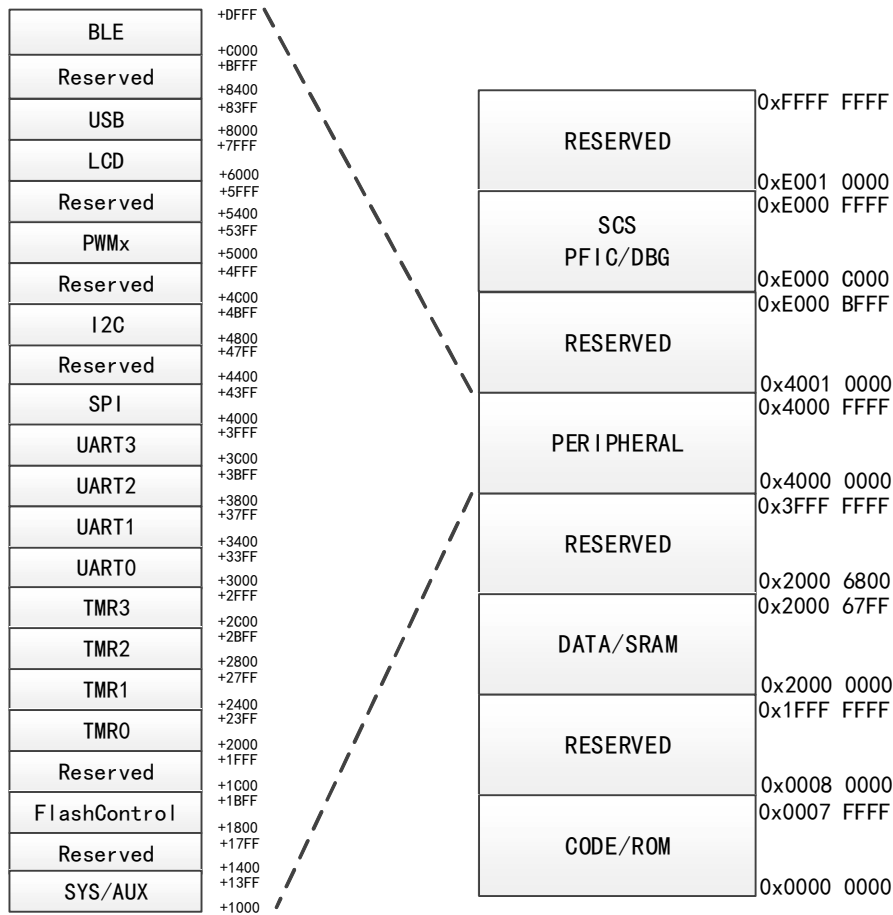 BLE
+DFFF
+C000
Reserved
+BFFF
+8400
USB
+83FF
+8000
LCD
+7FFF
+6000
Reserved
+5FFF
+5400
PWMx
+53FF
+5000
Reserved
+4FFF
+4C00
I2C
+4BFF
+4800
Reserved
+47FF
+4400
SPI
+43FF
+4000
UART3
+3FFF
+3C00
UART2
+3BFF
+3800
UART1
+37FF
+3400
UART0
+33FF
+3000
TMR3
+2FFF
+2C00
TMR2
+2BFF
+2800
TMR1
+27FF
+2400
TMR0
+23FF
+2000
Reserved
+1FFF
+1C00
FlashControl
+1BFF
+1800
Reserved
+17FF
+1400
SYS/AUX
+13FF
+1000
RESERVED
0xFFFF FFFF
0xE001 0000
SCS
PFIC/DBG
0xE000 FFFF
0xE000 C000
RESERVED
0xE000 BFFF
0x4001 0000
PERIPHERAL
0x4000 FFFF
0x4000 0000
RESERVED
0x3FFF FFFF
0x2000 6800
DATA/SRAM
0x2000 67FF
0x2000 0000
RESERVED
0x1FFF FFFF
0x0008 0000
CODE/ROM
0x0007 FFFF
0x0000 0000